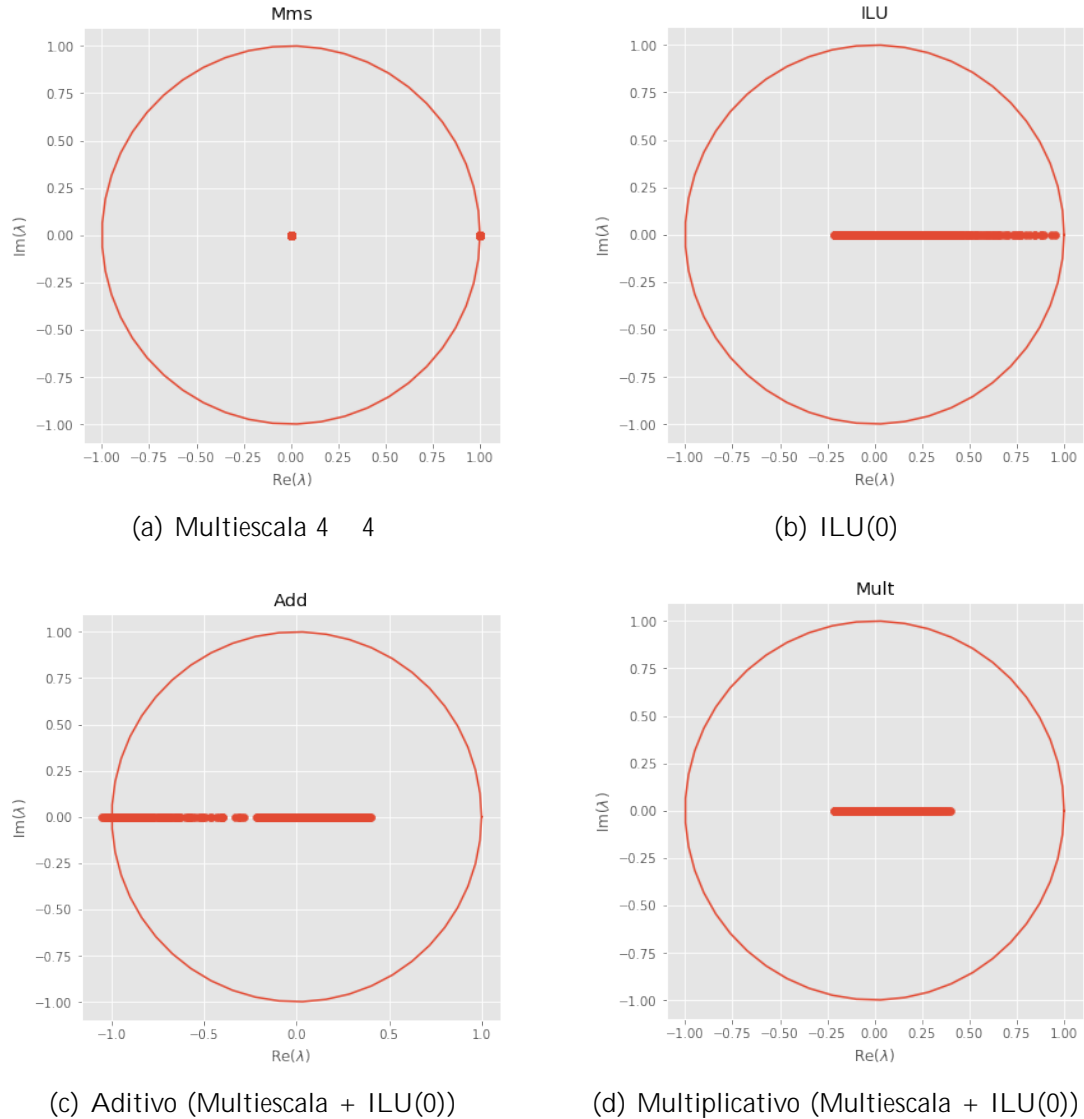 Mms
1.00
0.75
0.50
0.25
0.00
−0.25
−0.50
−0.75
−1.00
Im(λ)
−1.00 −0.75 −0.50 −0.25 0.00 0.25 0.50 0.75 1.00
Re(λ)
(a) Multiescala 4 4
ILU
1.00
0.75
0.50
0.25
0.00
−0.25
−0.50
−0.75
−1.00
Im(λ)
−1.00 −0.75 −0.50 −0.25 0.00 0.25 0.50 0.75 1.00
Re(λ)
(b) ILU(0)
Add
1.00
0.75
0.50
0.25
0.00
−0.25
−0.50
−0.75
−1.00
Im(λ)
−1.0 −0.5 0.0 0.5 1.0
Re(λ)
(c) Aditivo (Multiescala + ILU(0))
Mult
1.00
0.75
0.50
0.25
0.00
−0.25
−0.50
−0.75
−1.00
Im(λ)
−1.00 −0.75 −0.50 −0.25 0.00 0.25 0.50 0.75 1.00
Re(λ)
(d) Multiplicativo (Multiescala + ILU(0))